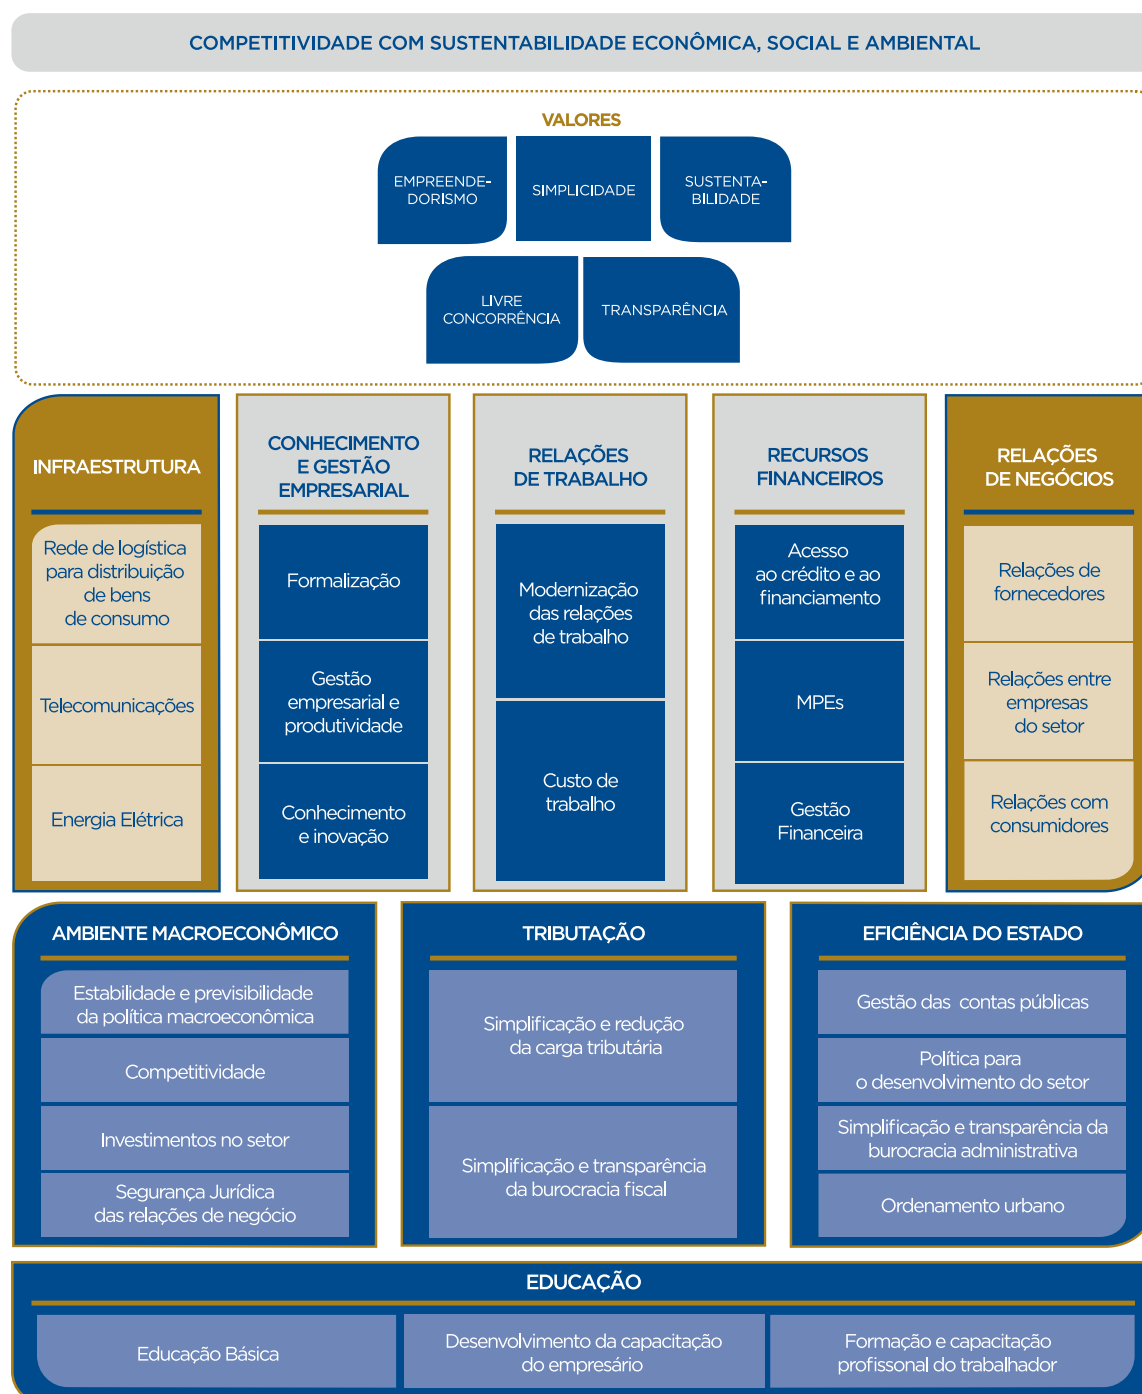 COMPETITIVIDADE COM SUSTENTABILIDADE ECONÔMICA, SOCIAL E AMBIENTAL
VALORES
EMPREENDE-
DORISMO
SIMPLICIDADE
SUSTENTA-
BILIDADE
LIVRE
CONCORRÊNCIA
TRANSPARÊNCIA
INFRAESTRUTURA
Rede de logística
para distribuição
de bens
de consumo
Telecomunicações
Energia Elétrica
CONHECIMENTO
E GESTÃO
EMPRESARIAL
Formalização
Gestão
empresarial e
produtividade
Conhecimento
e inovação
RELAÇÕES
DE TRABALHO
Modernização
das relações
de trabalho
Custo de
trabalho
RECURSOS
FINANCEIROS
Acesso
ao crédito e ao
financiamento
MPEs
Gestão
Financeira
RELAÇÕES
DE NEGÓCIOS
Relações de
fornecedores
Relações entre
empresas
do setor
Relações com
consumidores
AMBIENTE MACROECONÔMICO
Estabilidade e previsibilidade
da política macroeconômica
Competitividade
Investimentos no setor
Segurança Jurídica
das relações de negócio
TRIBUTAÇÃO
Simplificação e redução
da carga tributária
Simplificação e transparência
da burocracia fiscal
EFICIÊNCIA DO ESTADO
Gestão das contas públicas
Política para
o desenvolvimento do setor
Simplificação e transparência da
burocracia administrativa
Ordenamento urbano
EDUCAÇÃO
Educação Básica
Desenvolvimento da capacitação
do empresário
Formação e capacitação
profissonal do trabalhador